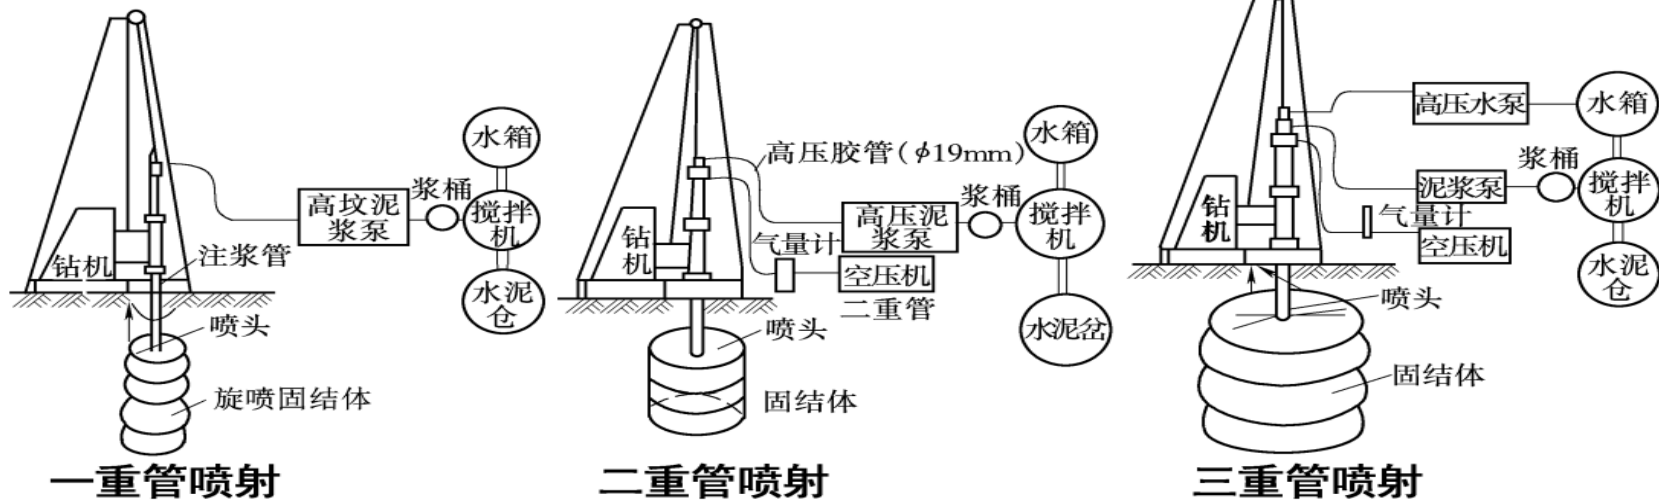 水箱
浆桶
高坟泥
浆泵
搅拌
机
注浆管
钻机
水泥
仓
喷头
旋喷固结体
一重管喷射
水箱
高压胶管(ϕ19mm)
浆桶
高压泥
浆泵
搅拌
机
钻
机
气量计
空压机
二重管
喷头
水泥岔
固结体
二重管喷射
高压水泵
水箱
浆桶
泥浆泵
搅拌
机
钻
机
气量计
空压机
水泥
仓
喷头
固结体
三重管喷射